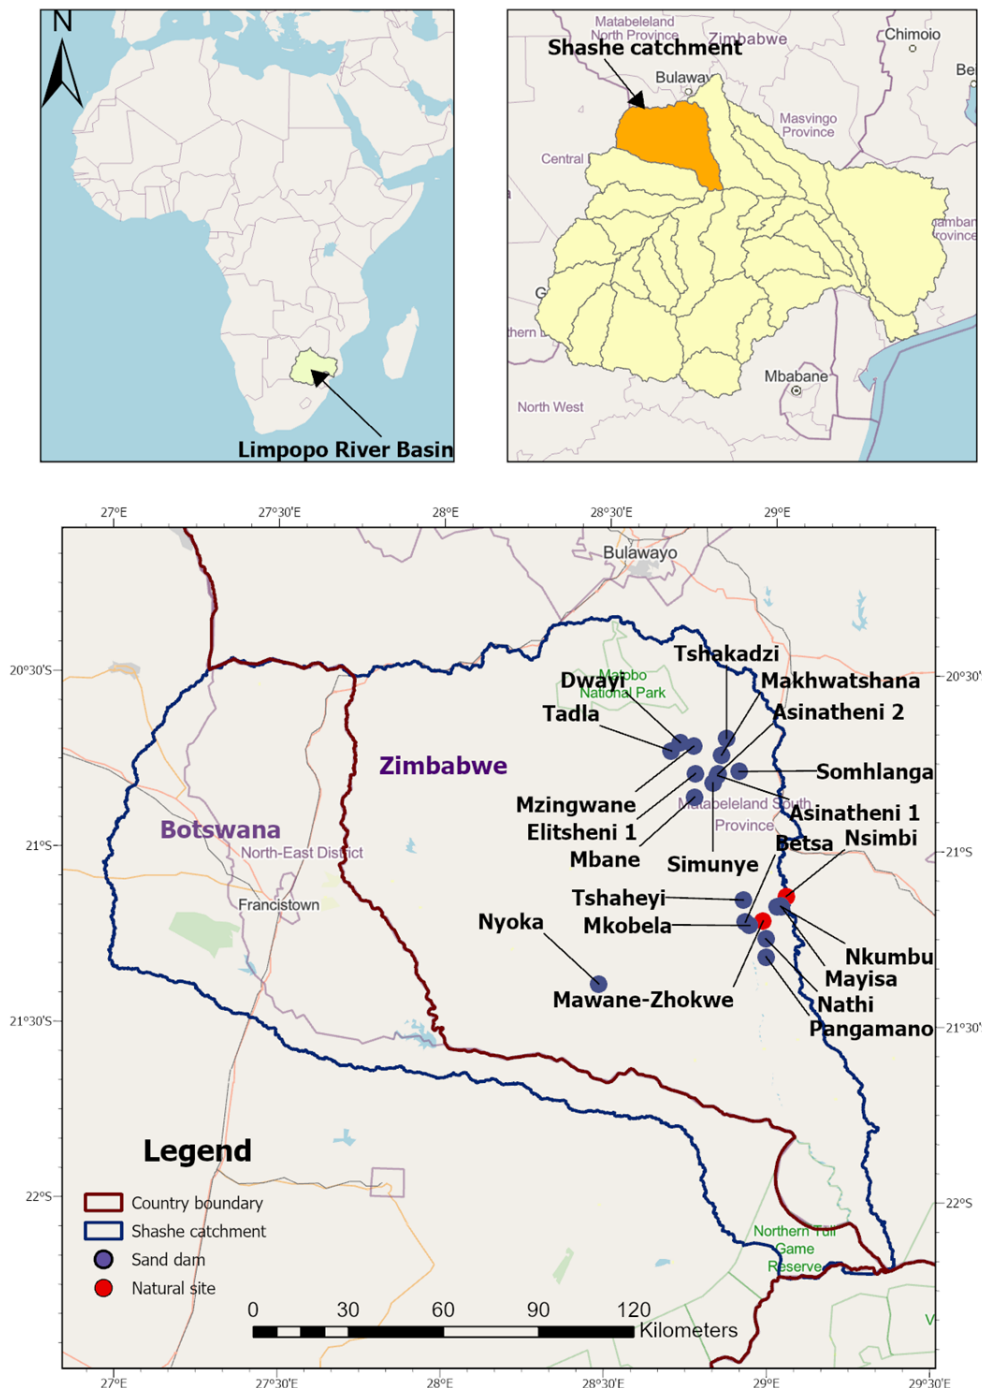 N
Limpopo River Basin
Matabeleland
North Province
Zimbabwe
Chimoio
Shashe catchment
Bulaway
Be
Masvingo
Province
Central
amban
rovince
G
hern L
Mbabane
North West
27°E
27°30'E
28°E
28°30'E
29°E
Bulawayo
20°30'S
20°30'S
Tshakadzi
Dwayi
Matobo
National Park
Makhwatshana
Tadla
Asinatheni 2
Zimbabwe
Somhlanga
Mzingwane
Matabeleland South
Province
Asinatheni 1
Elitsheni 1
Botswana
North-East District
Mbane
Simunye
Betsa
Nsimbi
21°S
21°S
Francistown
Tshaheyi
Nyoka
Mkobela
Nkumbu
Mayisa
Mawane-Zhokwe
Nathi
Pangamano
21°30'S
21°30'S
Legend
Country boundary
Shashe catchment
Sand dam
Natural site
22°S
22°S
Northern Tuli
Game
Reserve
0
30
60
90
120
Kilometers
V
27°E
27°30'E
28°E
28°30'E
29°E
29°30'E